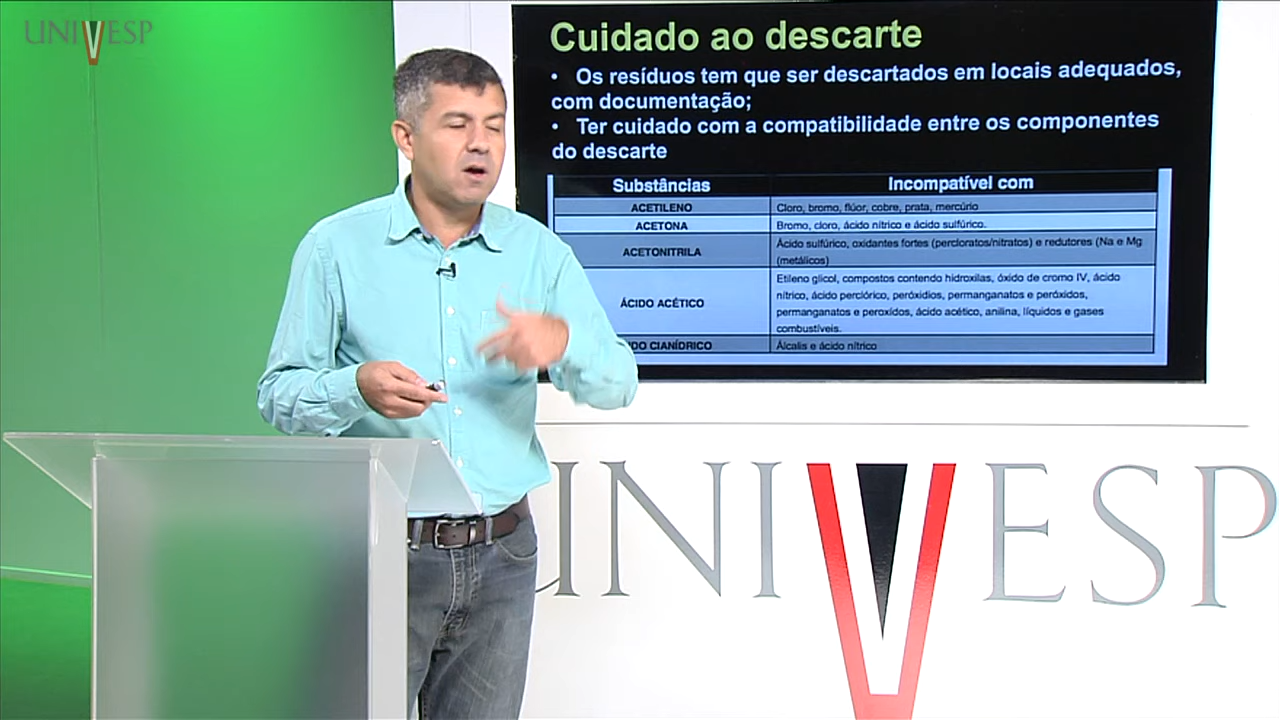 UNIVESP
Cuidado ao descarte
• Os resíduos tem que ser descartados em locais adequados,
com documentação;
• Ter cuidado com a compatibilidade entre os componentes
do descarte
Substâncias Incompatível com
ACETILENO Cloro, bromo, flúor, cobre, prata, mercúrio
ACETONA Bromo, cloro, ácido nítrico e ácido sulfúrico.
ACETONITRILA Ácido sulfúrico, oxidantes fortes (percloratos/nitratos) e redutores (Na e Mg
(metálicos)
ÁCIDO ACÉTICO Etileno glicol, compostos contendo hidroxilas, óxido de cromo IV, ácido
nítrico, ácido perclórico, peróxidios, permanganatos e peróxidos,
permanganatos e peroxídos, ácido acético, anilina, líquidos e gases
combustíveis.
DO CIANÍDRICO Álcalis e ácido nítrico
UNIVESP